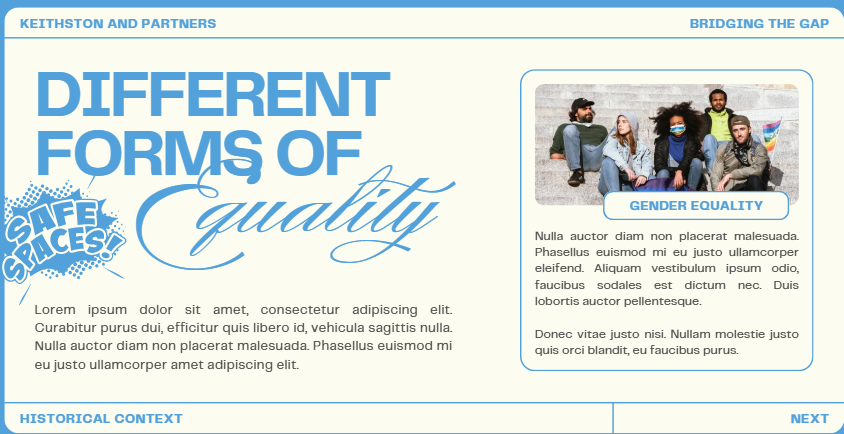 KEITHSTON AND PARTNERS
BRIDGING THE GAP
DIFFERENT
FORMS OF
Equality
SAFE
SPACES!
Lorem ipsum dolor sit amet, consectetur adipiscing elit.
Curabitur purus dui, efficitur quis libero id, vehicula sagittis nulla.
Nulla auctor diam non placerat malesuada. Phasellus euismod mi
eu justo ullamcorper amet adipiscing elit.
GENDER EQUALITY
Nulla auctor diam non placerat malesuada.
Phasellus euismod mi eu justo ullamcorper
eleifend. Aliquam vestibulum ipsum odio,
faucibus sodales est dictum nec. Duis
lobortis auctor pellentesque.
Donec vitae justo nisi. Nullam molestie justo
quis orci blandit, eu faucibus purus.
HISTORICAL CONTEXT
NEXT